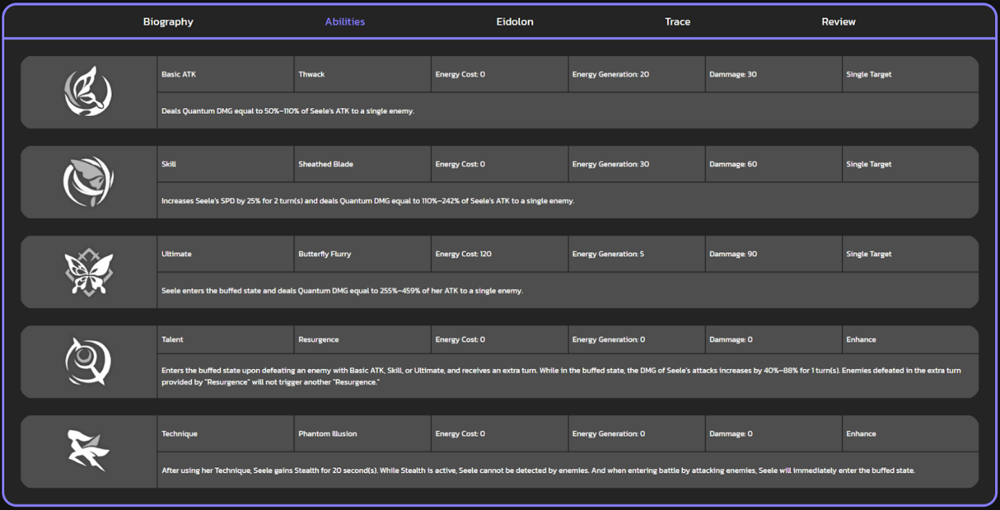 Biography Abilities Eidolon Trace Review
Basic ATK Thwack Energy Cost: 0 Energy Generation: 20 Dammage: 30 Single Target
Deals Quantum DMG equal to 50%–110% of Seele's ATK to a single enemy.
Skill Sheathed Blade Energy Cost: 0 Energy Generation: 30 Dammage: 60 Single Target
Increases Seele's SPD by 25% for 2 turn(s) and deals Quantum DMG equal to 110%–242% of Seele's ATK to a single enemy.
Ultimate Butterfly Flurry Energy Cost: 120 Energy Generation: 5 Dammage: 90 Single Target
Seele enters the buffed state and deals Quantum DMG equal to 255%–459% of her ATK to a single enemy.
Talent Resurgence Energy Cost: 0 Energy Generation: 0 Dammage: 0 Enhance
Enters the buffed state upon defeating an enemy with Basic ATK, Skill, or Ultimate, and receives an extra turn. While in the buffed state, the DMG of Seele's attacks increases by 40%–88% for 1 turn(s). Enemies defeated in the extra turn
provided by "Resurgence" will not trigger another "Resurgence."
Technique Phantom Illusion Energy Cost: 0 Energy Generation: 0 Dammage: 0 Enhance
After using her Technique, Seele gains Stealth for 20 second(s). While Stealth is active, Seele cannot be detected by enemies. And when entering battle by attacking enemies, Seele will immediately enter the buffed state.